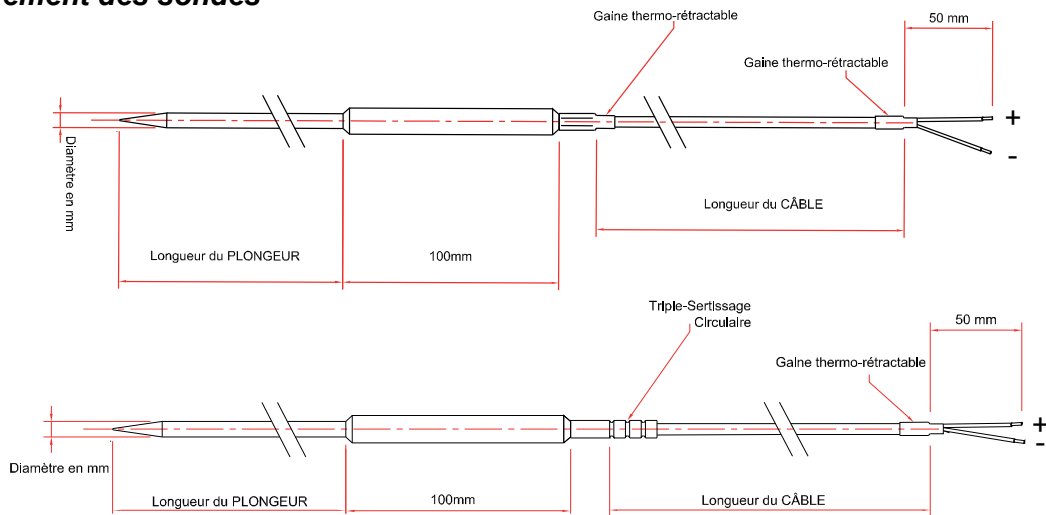 ement des sondes
Gaine thermo-rétractable
50 mm
Gaine thermo-rétractable
+
-
Diamètre en mm
Longueur du CÂBLE
Longueur du PLONGEUR
100mm
Triple-Sertissage
Circulaire
50 mm
Gaine thermo-rétractable
+
-
Diamètre en mm
Longueur du PLONGEUR
100mm
Longueur du CÂBLE